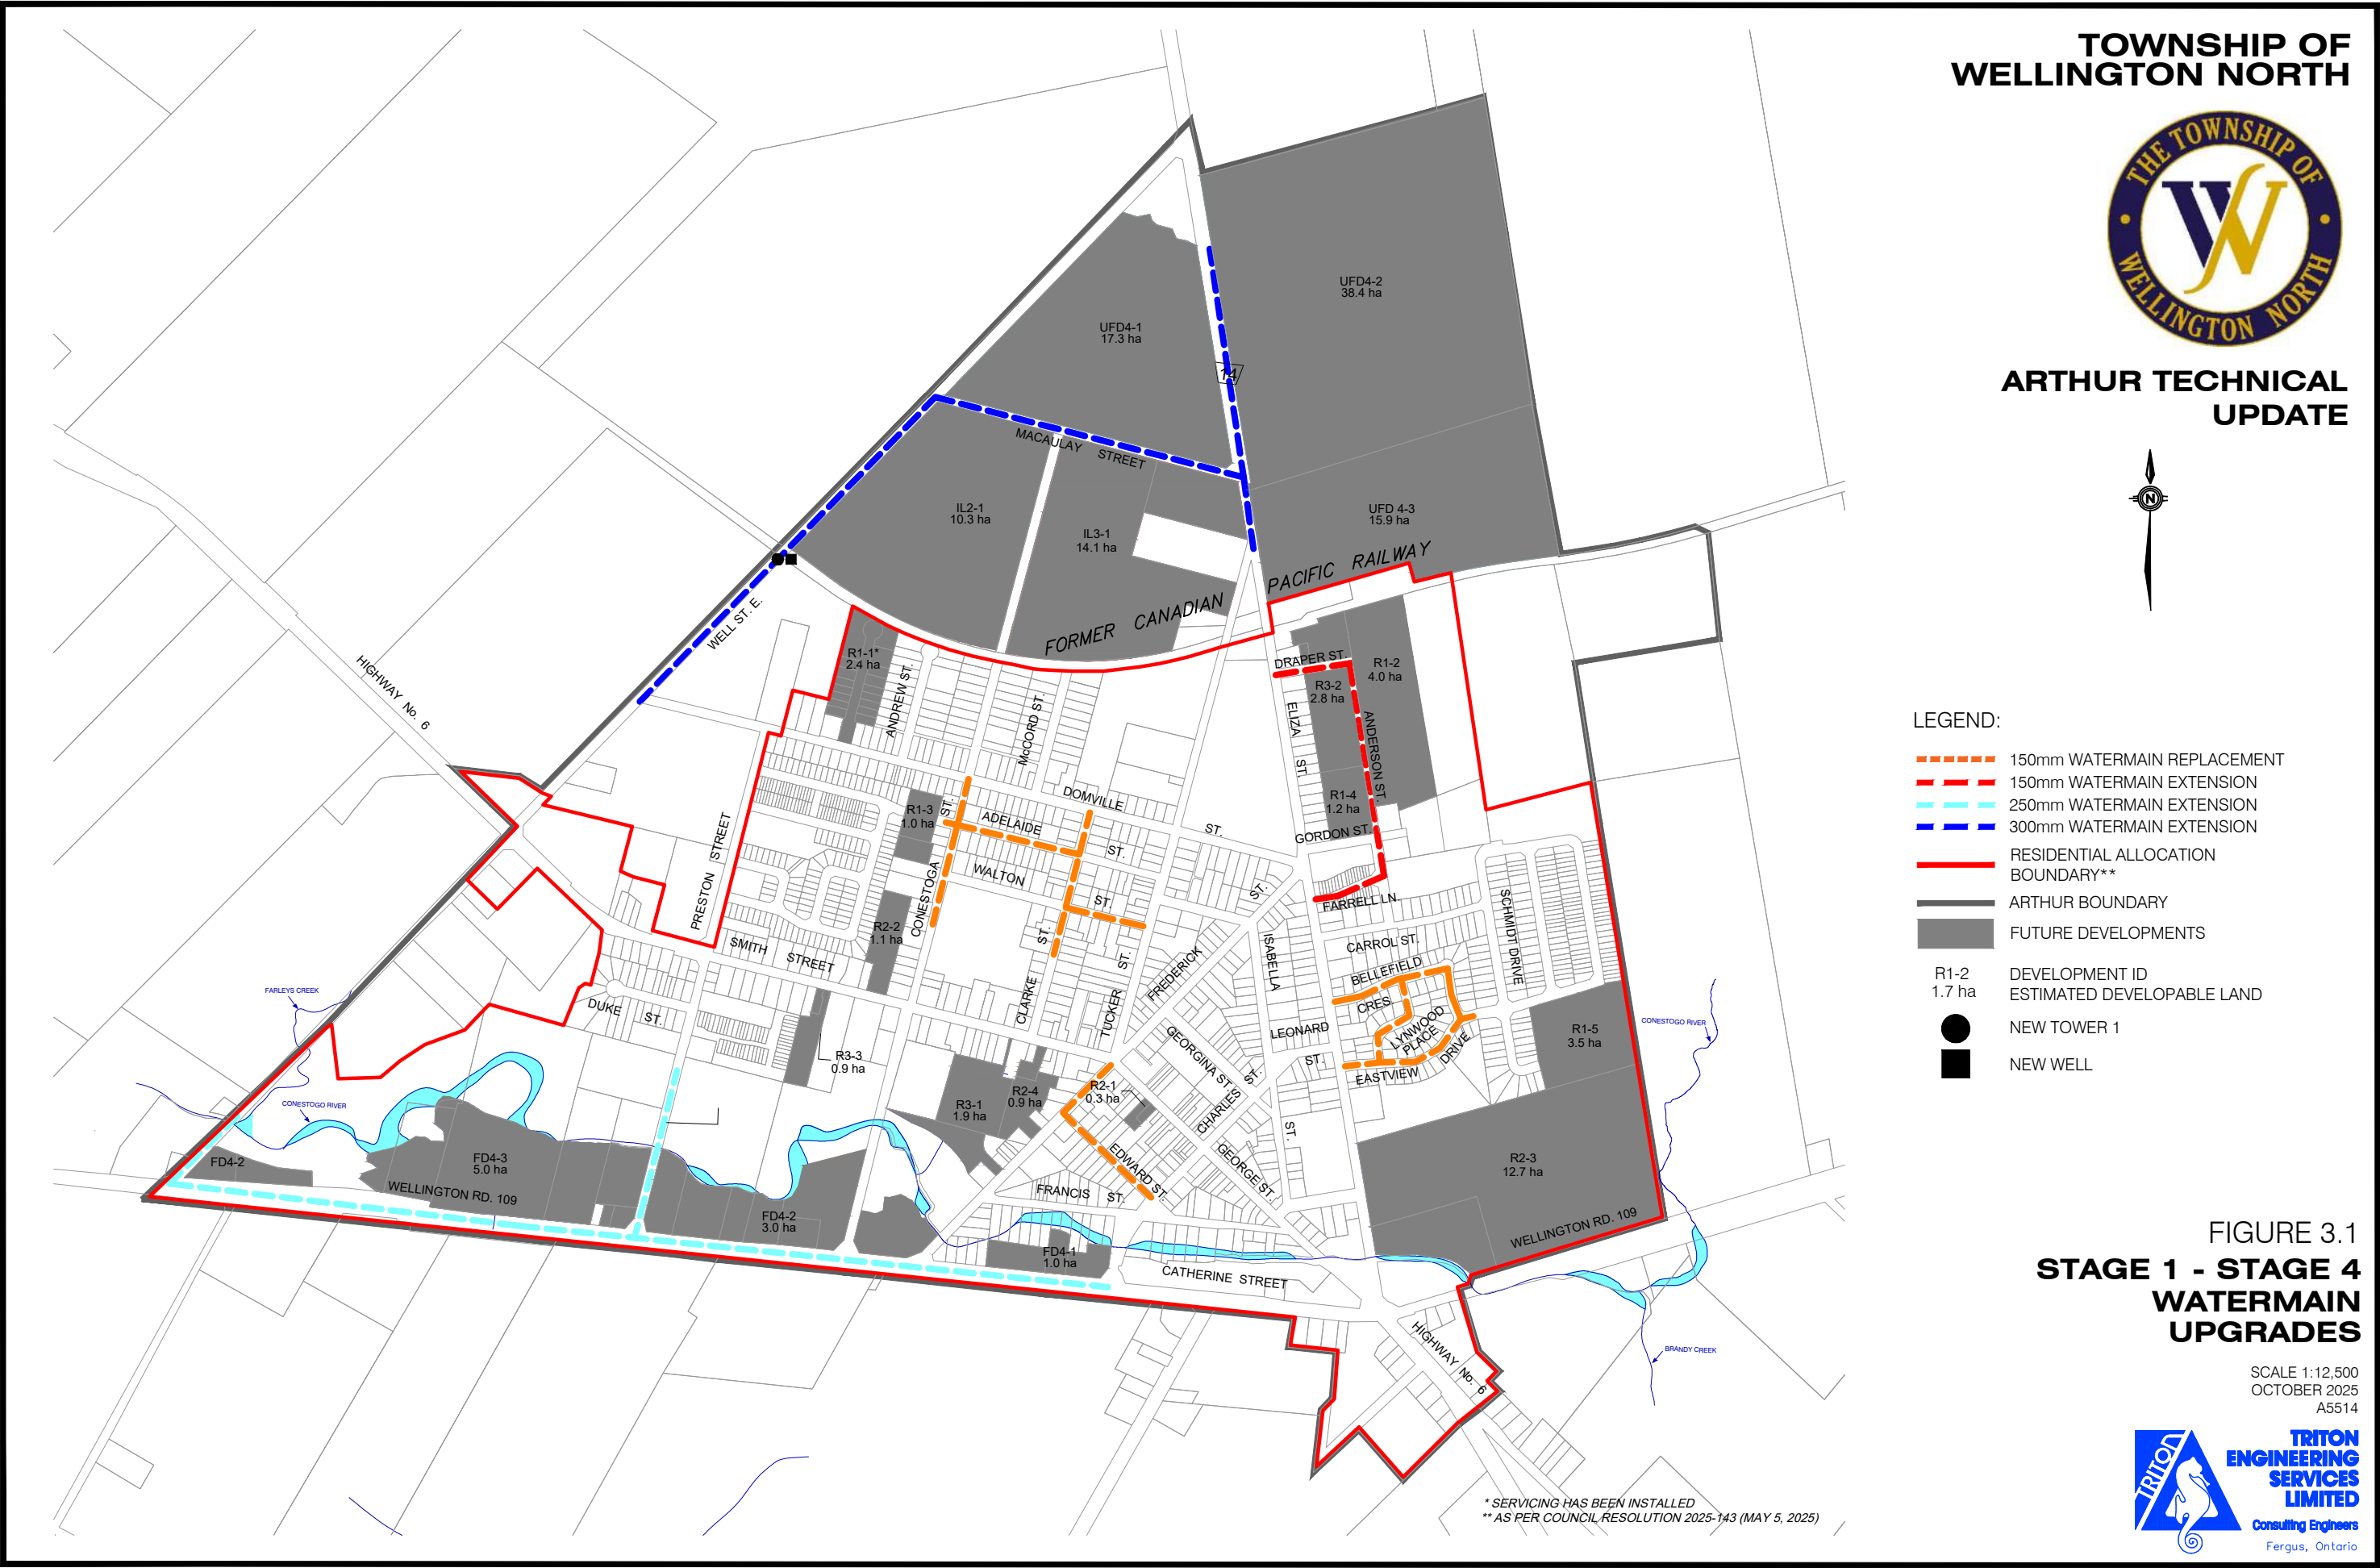 TOWNSHIP OF
WELLINGTON NORTH
THE TOWNSHIP OF
WELLINGTON NORTH
ARTHUR TECHNICAL
UPDATE
N
UFD4-2
38.4 ha
UFD4-1
17.3 ha
14
MACAULAY STREET
IL2-1
10.3 ha
IL3-1
14.1 ha
UFD 4-3
15.9 ha
FORMER CANADIAN PACIFIC RAILWAY
WELL ST. E.
HIGHWAY No. 6
R1-1*
2.4 ha
ANDREW ST.
McCORD ST.
DRAPER ST.
R1-2
4.0 ha
R3-2
2.8 ha
ELIZA ST.
ANDERSON ST.
R1-4
1.2 ha
GORDON ST.
DOMVILLE ST.
R1-3
1.0 ha
ADELAIDE ST.
WALTON ST.
CONESTOGA ST.
PRESTON STREET
FARRELL LN.
SMITH STREET
R2-2
1.1 ha
CLARKE ST.
TUCKER ST.
FREDERICK ST.
ISABELLA ST.
CARROL ST.
SCHMIDT DRIVE
BELLEFIELD CRES.
LYNWOOD
PLACE
EASTVIEW DRIVE
LEONARD ST.
GEORGINA ST.
CHARLES ST.
GEORGE ST.
EDWARD ST.
FRANCIS ST.
DUKE ST.
FARLEYS CREEK
CONESTOGO RIVER
CONESTOGO RIVER
R3-3
0.9 ha
R3-1
1.9 ha
R2-4
0.9 ha
R2-1
0.3 ha
R1-5
3.5 ha
R2-3
12.7 ha
FD4-2
FD4-3
5.0 ha
WELLINGTON RD. 109
FD4-2
3.0 ha
FD4-1
1.0 ha
CATHERINE STREET
WELLINGTON RD. 109
HIGHWAY No. 6
BRANDY CREEK
* SERVICING HAS BEEN INSTALLED
** AS PER COUNCIL RESOLUTION 2025-143 (MAY 5, 2025)
LEGEND:
150mm WATERMAIN REPLACEMENT
150mm WATERMAIN EXTENSION
250mm WATERMAIN EXTENSION
300mm WATERMAIN EXTENSION
RESIDENTIAL ALLOCATION
BOUNDARY**
ARTHUR BOUNDARY
FUTURE DEVELOPMENTS
R1-2 DEVELOPMENT ID
1.7 ha ESTIMATED DEVELOPABLE LAND
NEW TOWER 1
NEW WELL
FIGURE 3.1
STAGE 1 - STAGE 4
WATERMAIN
UPGRADES
SCALE 1:12,500
OCTOBER 2025
A5514
TRITON
TRITON
ENGINEERING
SERVICES
LIMITED
Consulting Engineers
Fergus, Ontario